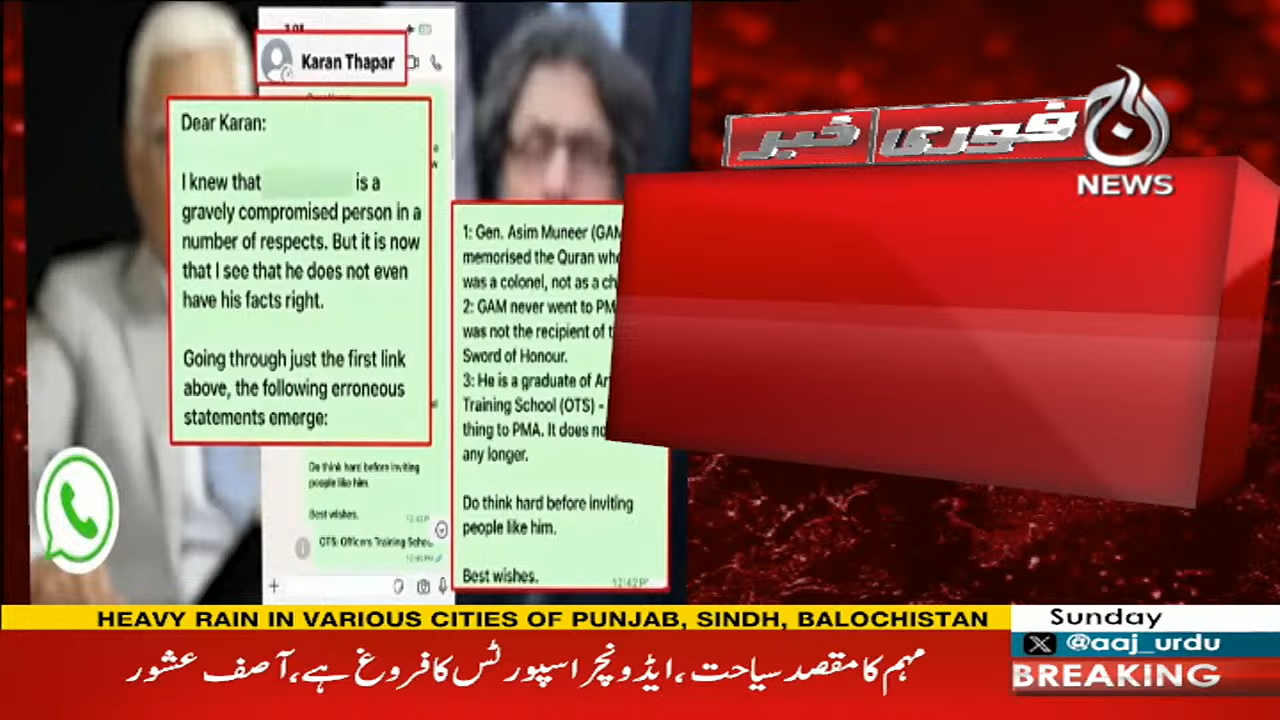 Karan Thapar
Dear Karan:
I knew that is a
gravely compromised person in a
number of respects. But it is now
that I see that he does not even
have his facts right.
Going through just the first link
above, the following erroneous
statements emerge:
Do think hard before inviting
people like him.
Best wishes.
OTS: Officers Training
1: Gen. Asim Muneer (GAM
memorised the Quran
was a colonel, not as a
2: GAM never went to
was not the recipient of
Sword of Honour.
3: He is a graduate of
Training School (OTS) -
thing to PMA. It does
any longer.
Do think hard before inviting
people like him.
Best wishes.
12:42
فوری خبر
آج
NEWS
HEAVY RAIN IN VARIOUS CITIES OF PUNJAB, SINDH, BALOCHISTAN
Sunday
@aaj_urdu
BREAKING
مہم کا مقصد سیاحت، ایڈونچر اسپورٹس کا فروغ ہے، آصف عشور